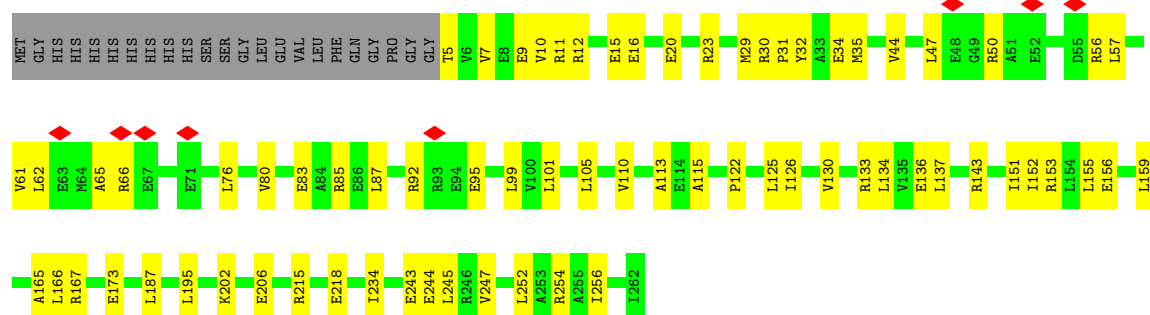 MET GLY HIS HIS HIS HIS HIS HIS HIS HIS HIS HIS SER SER GLY LEU GLU VAL LEU PHE GLN GLY PRO GLY GLY T5 V6 V7 E8 E9 V10 R11 R12 E15 E16 E20 R23 M29 R30 P31 Y32 A33 E34 M35 V44 L47 E48 G49 R50 A51 E52 D55 R56 L57
V61 L62 E63 M64 A65 R66 E67 E71 L76 V80 E83 A84 R85 E86 L87 R92 R93 E94 E95 L99 V100 L101 L105 V110 A113 E114 A115 P122 L125 I126 V130 R133 L134 V135 E136 L137 R143 I151 I152 R153 L154 L155 E156 L159
A165 L166 R167 E173 L187 L195 K202 E206 R215 E218 I234 E243 E244 L245 R246 V247 L252 A253 R254 A255 I256 I262